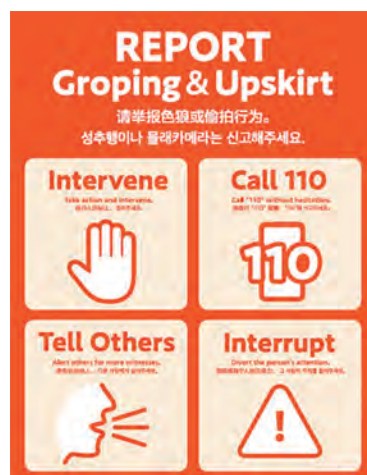 REPORT
Groping & Upskirt
请举报色狼或偷拍行为。
성추행이나 몰래카메라는 신고해주세요.
Intervene
Take action and intervene.
Call 110
Call "110" without hesitation.
110
Tell Others
Alert others for more witnesses.
Interrupt
Divert the person's attention.